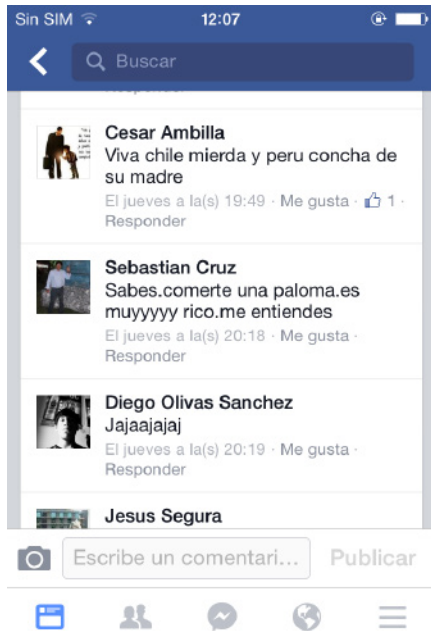 Sin SIM 12:07
Buscar
Cesar Ambilla
Viva chile mierda y peru concha de
su madre
El jueves a la(s) 19:49 · Me gusta · 1 ·
Responder
Sebastian Cruz
Sabes.comerte una paloma.es
muyyyyy rico.me entiendes
El jueves a la(s) 20:18 · Me gusta ·
Responder
Diego Olivas Sanchez
Jajaajajaj
El jueves a la(s) 20:19 · Me gusta ·
Responder
Jesus Segura
Escribe un comentari... Publicar